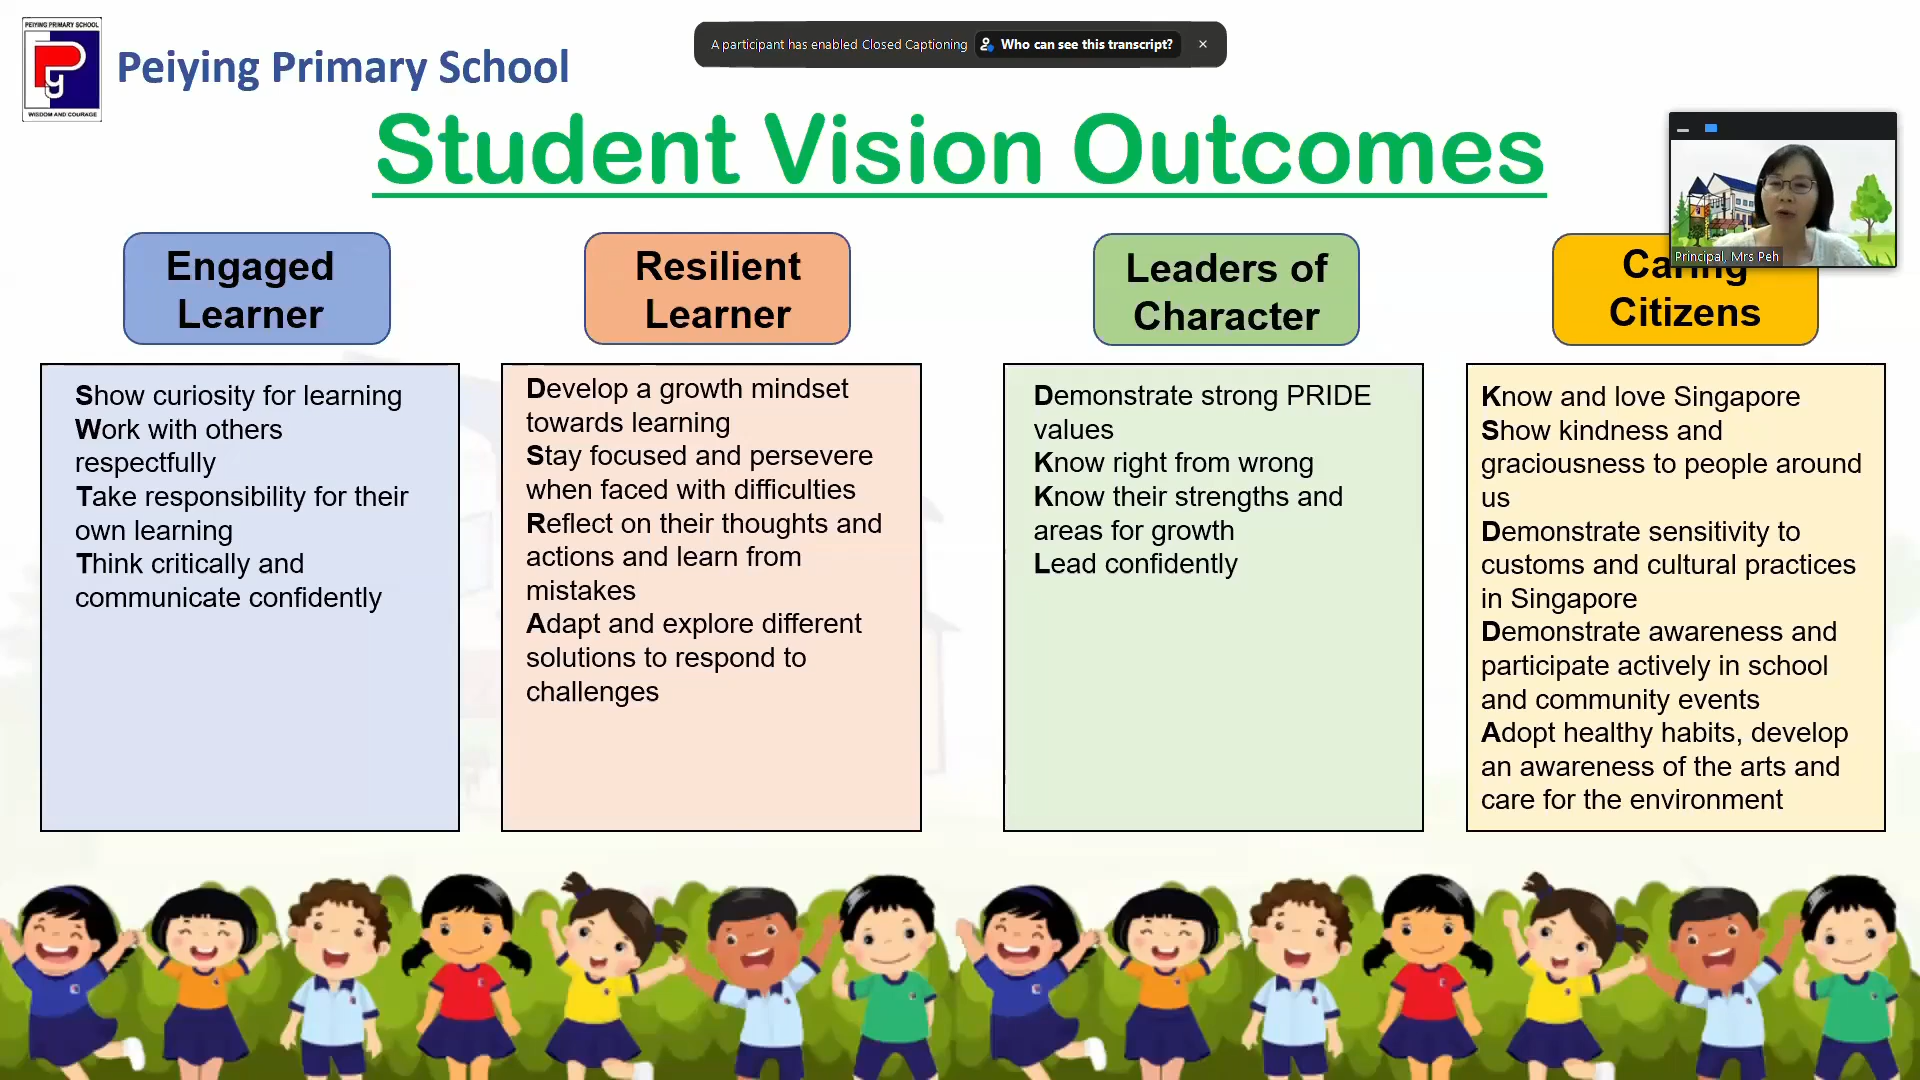 PEIYING PRIMARY SCHOOL
WISDOM AND COURAGE
Peiying Primary School
A participant has enabled Closed Captioning Who can see this transcript?
Student Vision Outcomes
Principal, Mrs Peh
Engaged
Learner
Show curiosity for learning
Work with others
respectfully
Take responsibility for their
own learning
Think critically and
communicate confidently
Resilient
Learner
Develop a growth mindset
towards learning
Stay focused and persevere
when faced with difficulties
Reflect on their thoughts and
actions and learn from
mistakes
Adapt and explore different
solutions to respond to
challenges
Leaders of
Character
Demonstrate strong PRIDE
values
Know right from wrong
Know their strengths and
areas for growth
Lead confidently
Caring
Citizens
Know and love Singapore
Show kindness and
graciousness to people around
us
Demonstrate sensitivity to
customs and cultural practices
in Singapore
Demonstrate awareness and
participate actively in school
and community events
Adopt healthy habits, develop
an awareness of the arts and
care for the environment